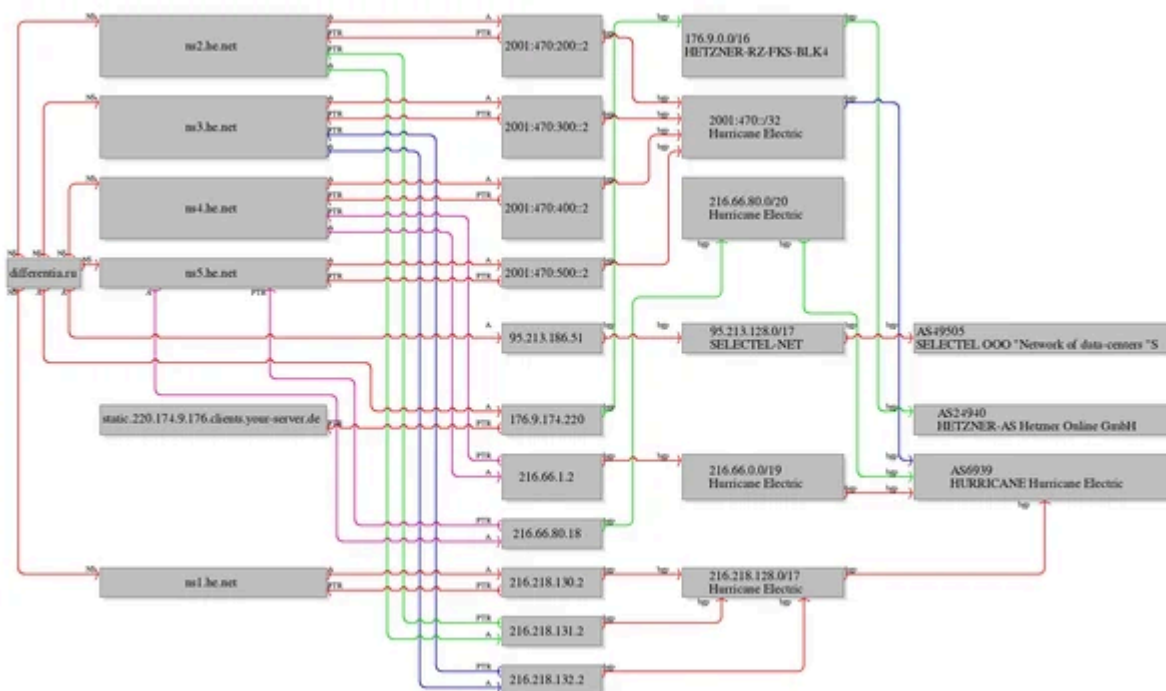 ns2.he.net
2001:470:200::2
176.9.0.0/16
HETZNER-RZ-FKS-BLK4
ns3.he.net
2001:470:300::2
2001:470::/32
Hurricane Electric
ns4.he.net
2001:470:400::2
216.66.80.0/20
Hurricane Electric
differentia.ru
ns5.he.net
2001:470:500::2
95.213.186.51
95.213.128.0/17
SELECTEL-NET
AS49505
SELECTEL OOO "Network of data-centers "S
static.220.174.9.176.clients.your-server.de
176.9.174.220
AS24940
HETZNER-AS Hetzner Online GmbH
216.66.1.2
216.66.0.0/19
Hurricane Electric
AS6939
HURRICANE Hurricane Electric
216.66.80.18
ns1.he.net
216.218.130.2
216.218.128.0/17
Hurricane Electric
216.218.131.2
216.218.132.2